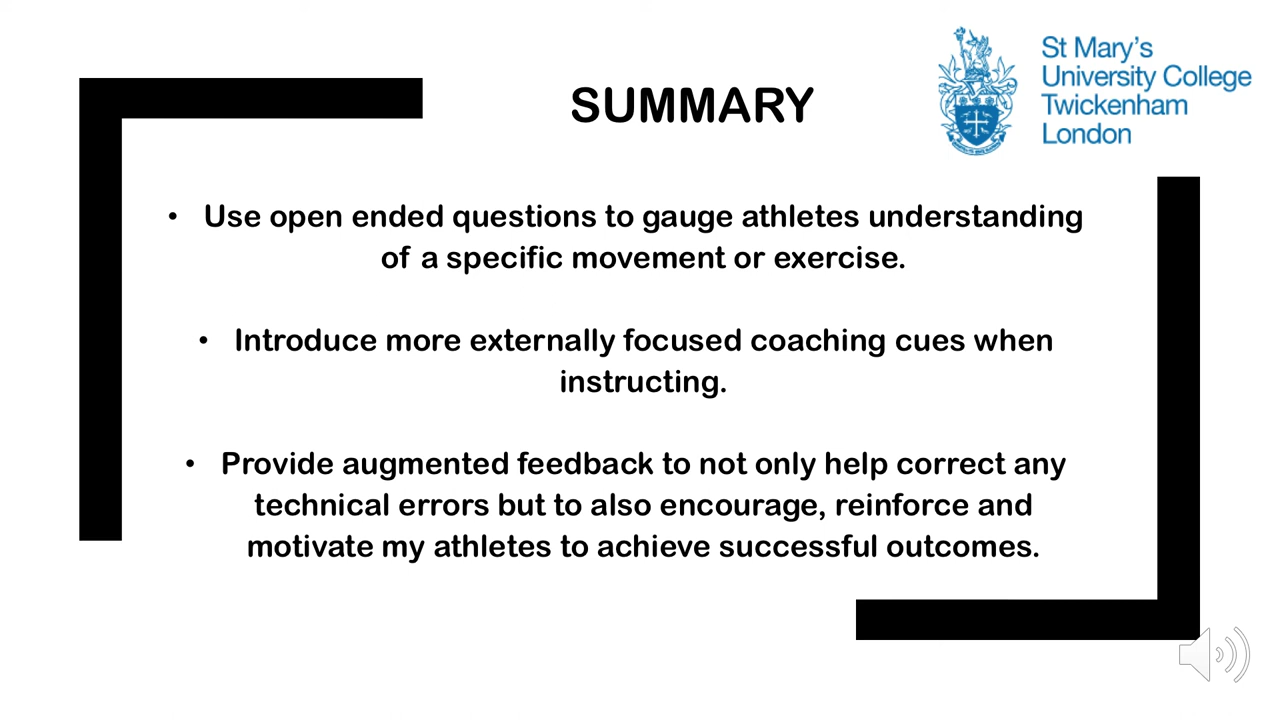 SUMMARY
St Mary's
University College
Twickenham
London
• Use open ended questions to gauge athletes understanding
of a specific movement or exercise.
• Introduce more externally focused coaching cues when
instructing.
• Provide augmented feedback to not only help correct any
technical errors but to also encourage, reinforce and
motivate my athletes to achieve successful outcomes.